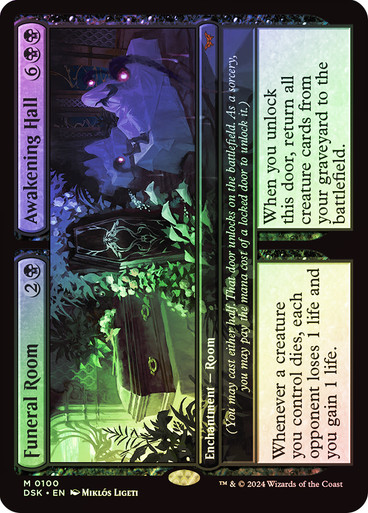 Funeral Room 2
Awakening Hall 6
Enchantment – Room
(You may cast either half. That door unlocks on the battlefield. As a sorcery,
you may pay the mana cost of a locked door to unlock it.)
Whenever a creature
you control dies, each
opponent loses 1 life and
you gain 1 life.
When you unlock
this door, return all
creature cards from
your graveyard to the
battlefield.
M 0100
DSK • EN Miklós Ligeti
™ & © 2024 Wizards of the Coast